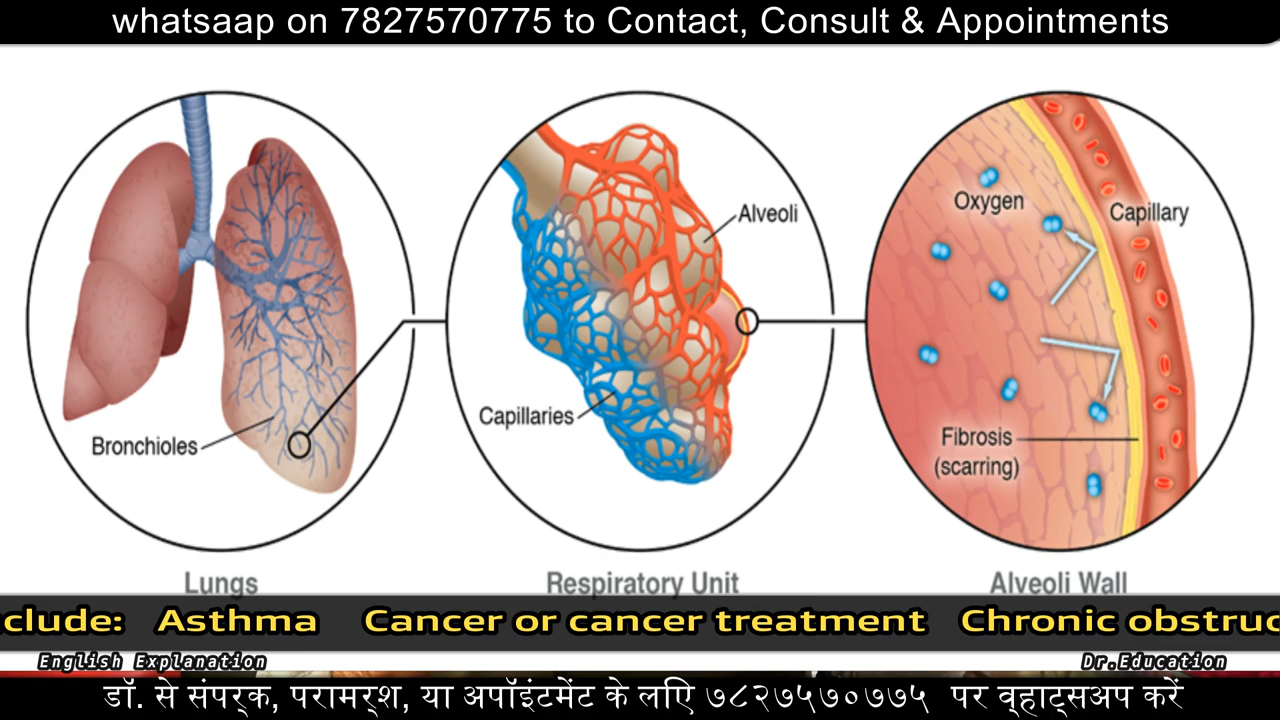 whatsaap on 7827570775 to Contact, Consult & Appointments
Oxygen
Capillary
Alveoli
Capillaries
Bronchioles
Fibrosis
(scarring)
Lungs
Respiratory Unit
Alveoli Wall
clude: Asthma Cancer or cancer treatment Chronic obstruc
English Explanation
Dr.Education
डॉ. से संपर्क, परामर्श, या अपॉइंटमेंट के लिए ७८२७५७०७७५ पर व्हाट्सअप करें